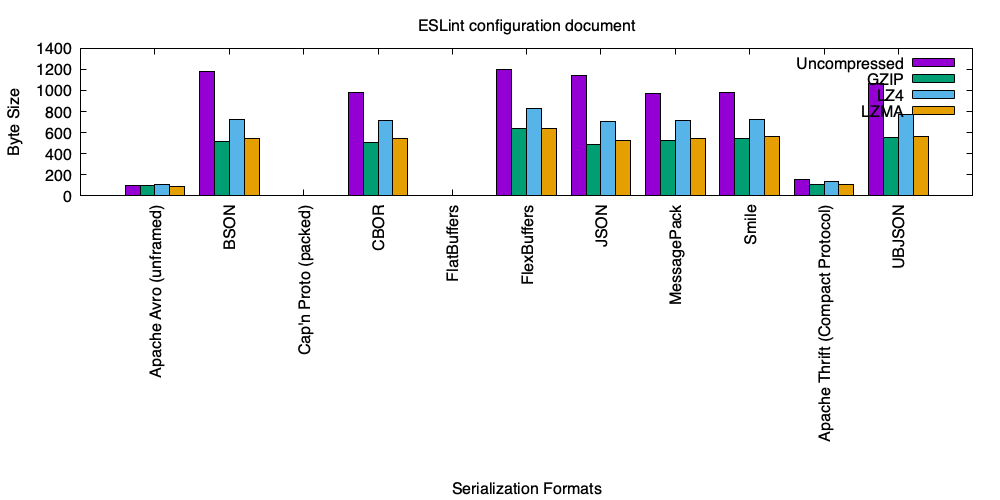 ESLint configuration document
Byte Size
1400
1200
1000
800
600
400
200
0
Uncompressed
GZIP
LZ4
LZMA
Apache Avro (unframed)
BSON
Cap'n Proto (packed)
CBOR
FlatBuffers
FlexBuffers
JSON
MessagePack
Smile
Apache Thrift (Compact Protocol)
UBJSON
Serialization Formats